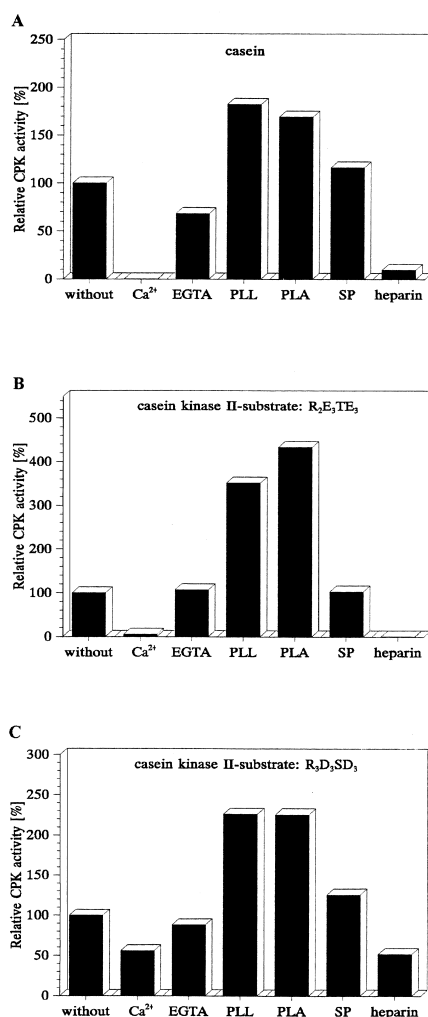 A
250
casein
200
150
100
50
0
Relative CPK activity [%]
without Ca²⁺ EGTA PLL PLA SP heparin
B
casein kinase II-substrate: R₂E₃TE₃
500
400
300
200
100
0
Relative CPK activity [%]
without Ca²⁺ EGTA PLL PLA SP heparin
C
300
casein kinase II-substrate: R₃D₃SD₃
250
200
150
100
50
0
Relative CPK activity [%]
without Ca²⁺ EGTA PLL PLA SP heparin